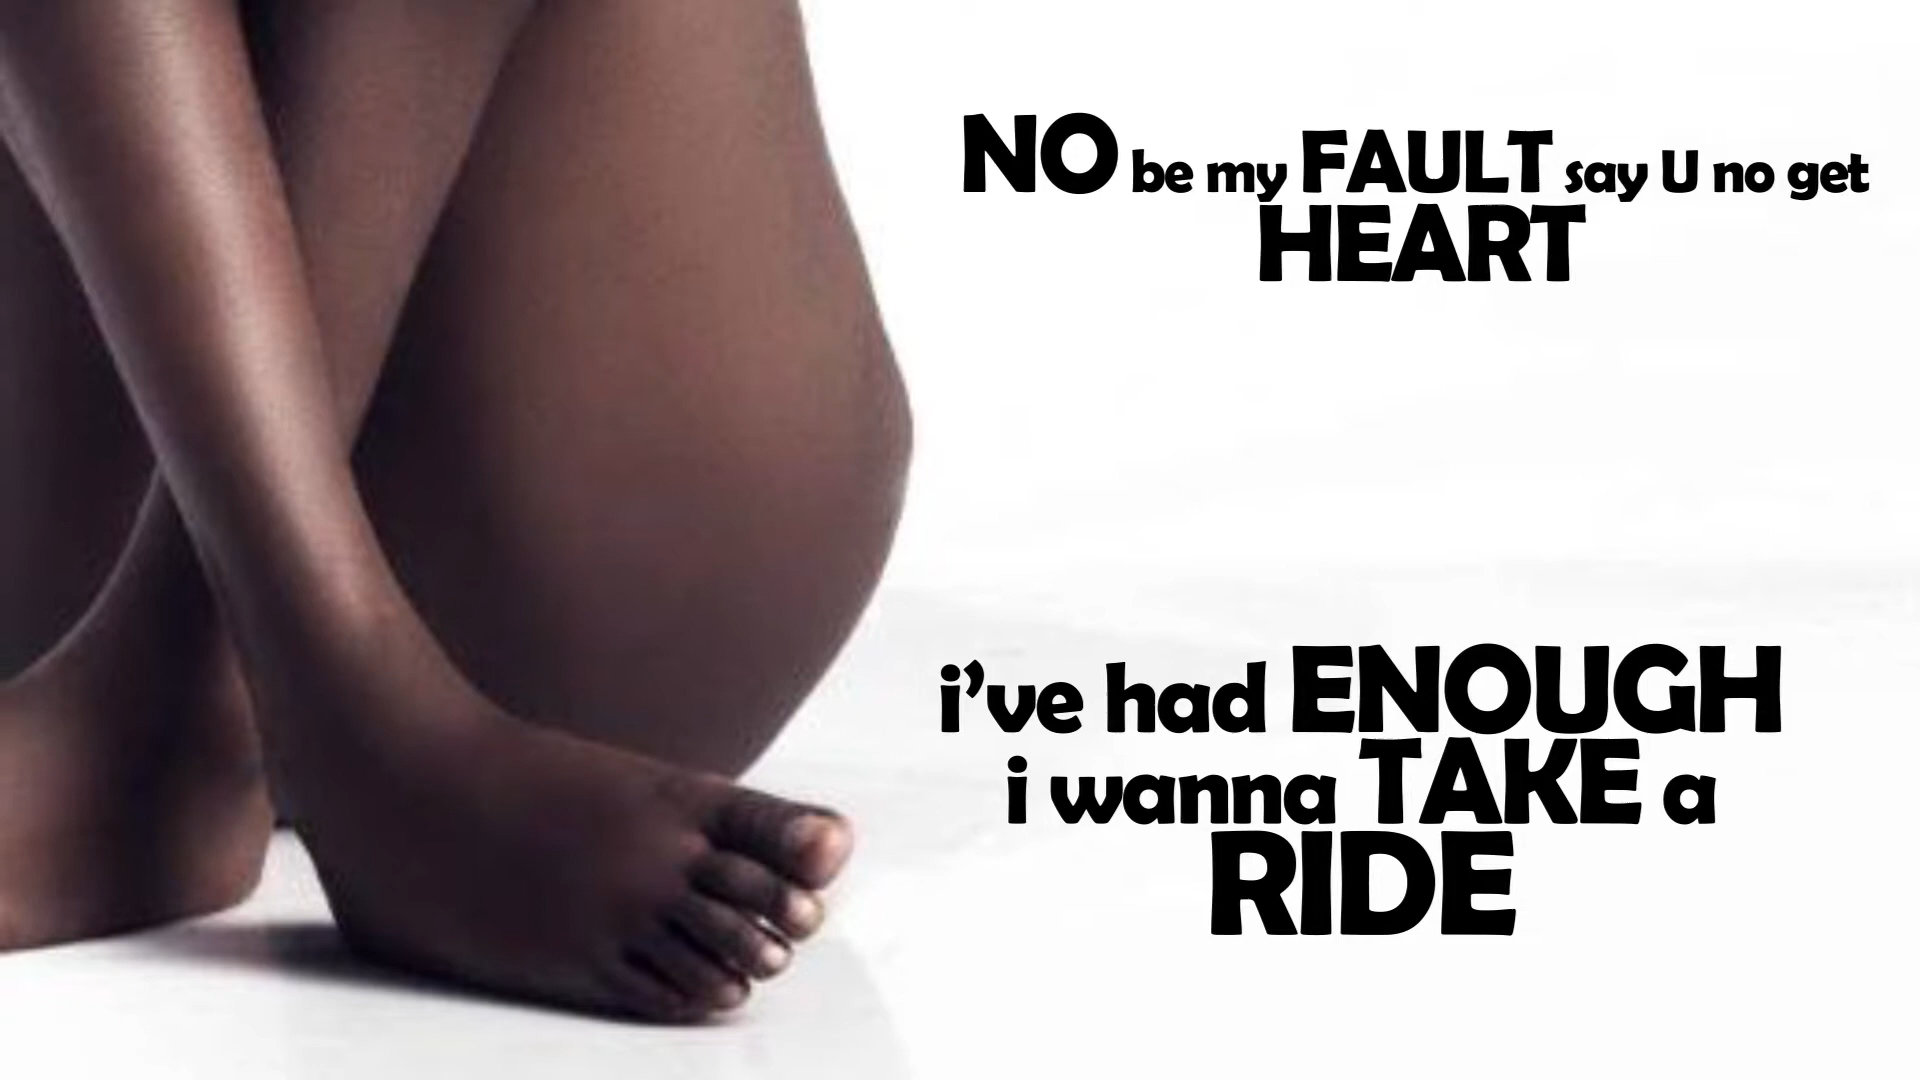 NO be my FAULT say U no get
HEART
i've had ENOUGH
i wanna TAKE a
RIDE